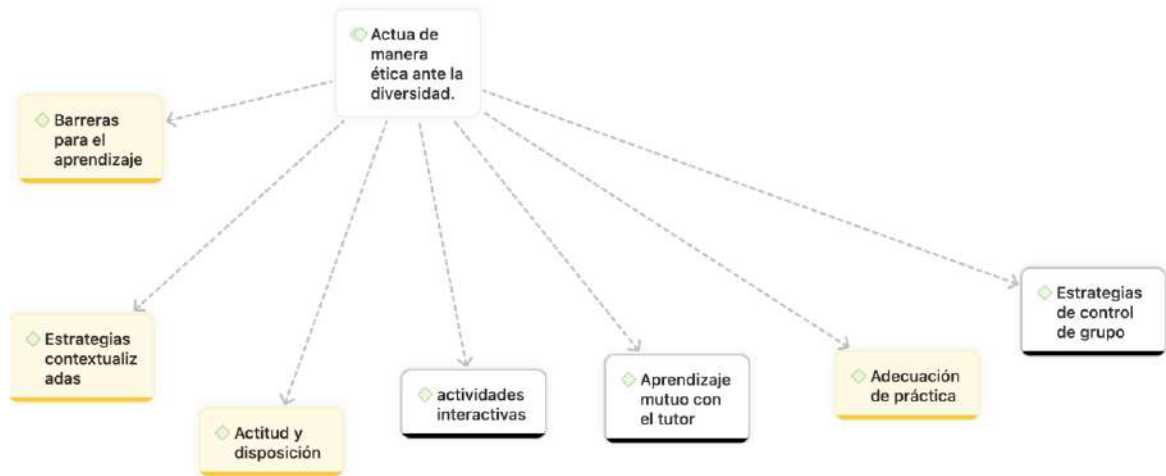 Actua de
manera
ética ante la
diversidad.
Barreras
para el
aprendizaje
Estrategias
contextualiz
adas
Actitud y
disposición
actividades
interactivas
Aprendizaje
mutuo con
el tutor
Adecuación
de práctica
Estrategias
de control
de grupo